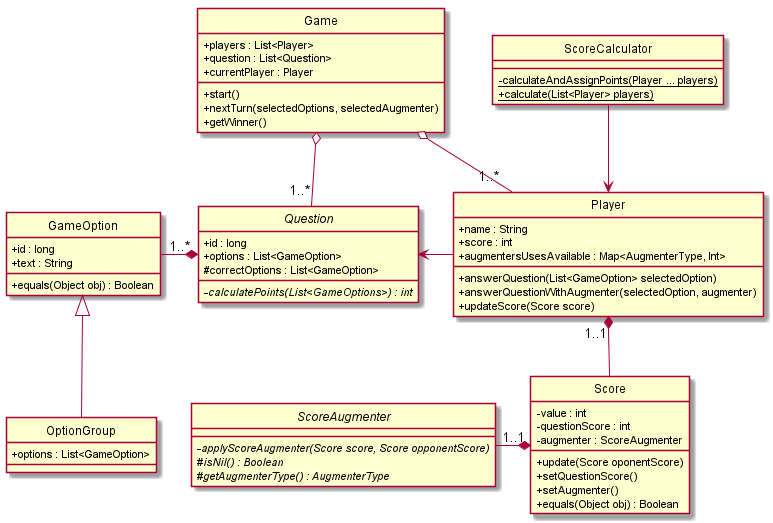 Game
+players : List<Player>
+question : List<Question>
+currentPlayer : Player
+start()
+nextTurn(selectedOptions, selectedAugmenter)
+getWinner()
ScoreCalculator
-calculateAndAssignPoints(Player ... players)
+calculate(List<Player> players)
1..*
1..*
GameOption
+id : long
+text : String
+equals(Object obj) : Boolean
1..*
Question
+id : long
+options : List<GameOption>
#correctOptions : List<GameOption>
-calculatePoints(List<GameOptions>) : int
Player
+name : String
+score : int
+augmentersUsesAvailable : Map<AugmenterType, Int>
+answerQuestion(List<GameOption> selectedOption)
+answerQuestionWithAugmenter(selectedOption, augmenter)
+updateScore(Score score)
1..1
OptionGroup
+options : List<GameOption>
ScoreAugmenter
-applyScoreAugmenter(Score score, Score opponentScore)
#isNil() : Boolean
#getAugmenterType() : AugmenterType
1..1
Score
-value : int
-questionScore : int
-augmenter : ScoreAugmenter
+update(Score oponentScore)
+setQuestionScore()
+setAugmenter()
+equals(Object obj) : Boolean